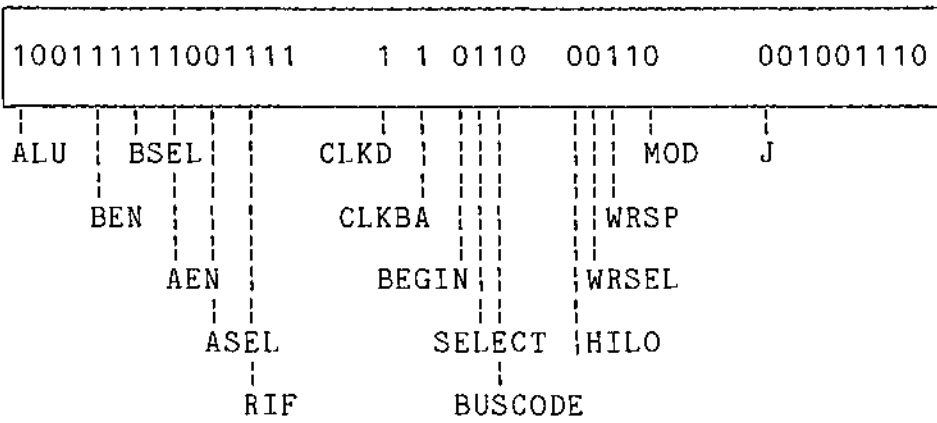 100111111001111 1 1 0110 00110 001001110
ALU BSEL CLKD MOD J
BEN CLKBA WRSP
AEN BEGIN WRSEL
ASEL SELECT HILO
RIF BUSCODE